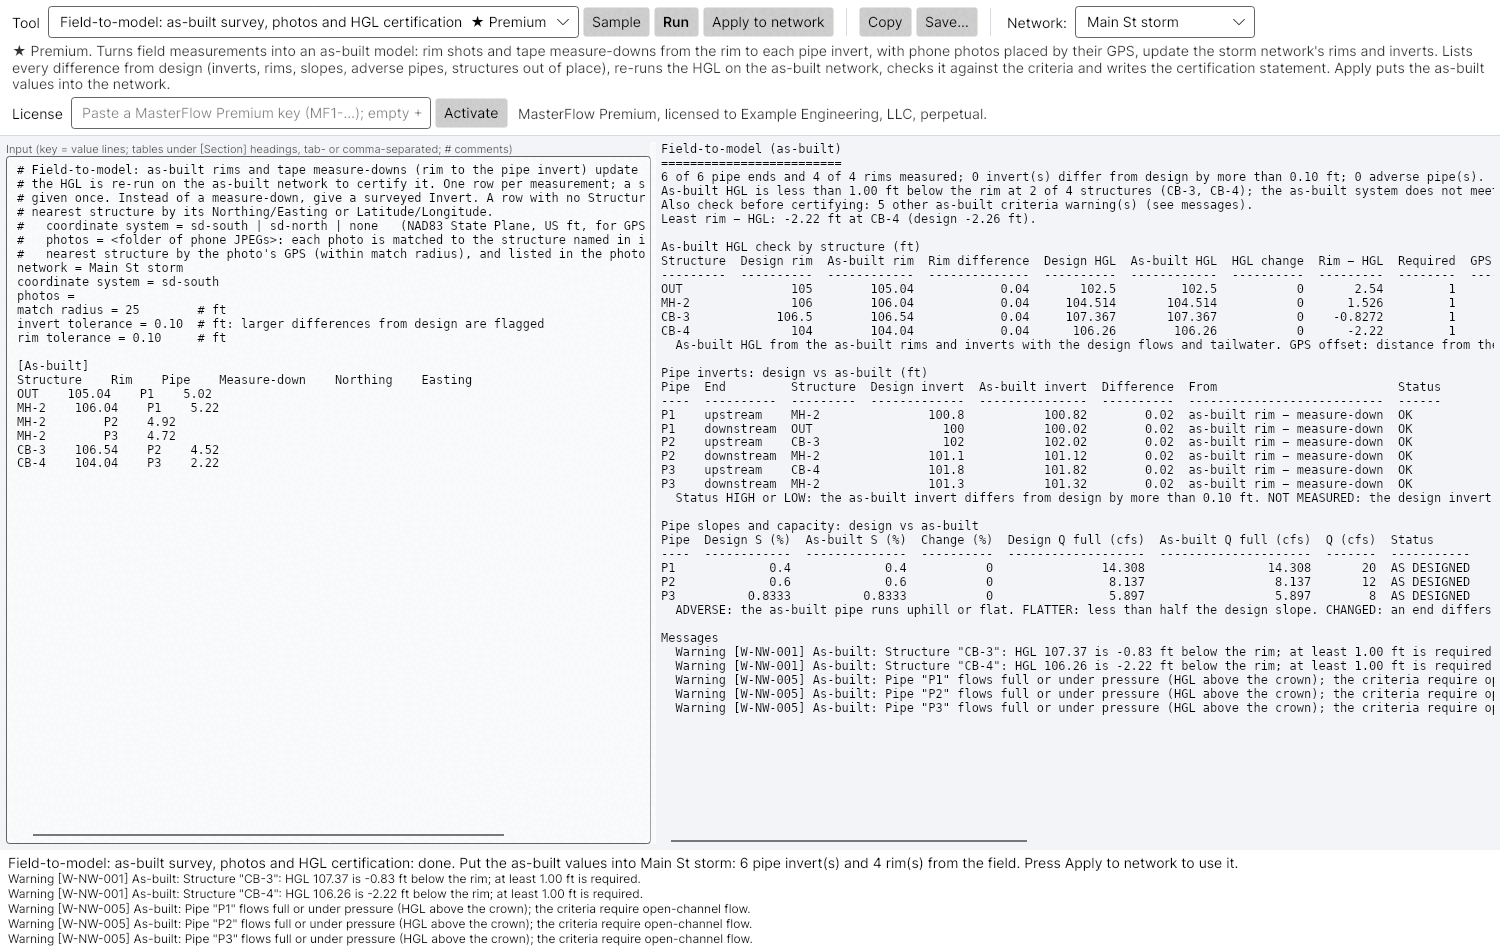 Tool Field-to-model: as-built survey, photos and HGL certification ★ Premium Sample Run Apply to network Copy Save... Network: Main St storm
★ Premium. Turns field measurements into an as-built model: rim shots and tape measure-downs from the rim to each pipe invert, with phone photos placed by their GPS, update the storm network's rims and inverts. Lists
every difference from design (inverts, rims, slopes, adverse pipes, structures out of place), re-runs the HGL on the as-built network, checks it against the criteria and writes the certification statement. Apply puts the as-built
values into the network.
License Paste a MasterFlow Premium key (MF1-...); empty + Activate MasterFlow Premium, licensed to Example Engineering, LLC, perpetual.
Input (key = value lines; tables under [Section] headings, tab- or comma-separated; # comments)
# Field-to-model: as-built rims and tape measure-downs (rim to the pipe invert) update
# the HGL is re-run on the as-built network to certify it. One row per measurement; a s
# given once. Instead of a measure-down, give a surveyed Invert. A row with no Structur
# nearest structure by its Northing/Easting or Latitude/Longitude.
#   coordinate system = sd-south | sd-north | none   (NAD83 State Plane, US ft, for GPS
#   photos = <folder of phone JPEGs>: each photo is matched to the structure named in i
#   nearest structure by the photo's GPS (within match radius), and listed in the photo
network = Main St storm
coordinate system = sd-south
photos =
match radius = 25        # ft
invert tolerance = 0.10  # ft: larger differences from design are flagged
rim tolerance = 0.10     # ft
[As-built]
Structure    Rim    Pipe    Measure-down    Northing    Easting
OUT    105.04    P1    5.02
MH-2    106.04    P1    5.22
MH-2        P2    4.92
MH-2        P3    4.72
CB-3    106.54    P2    4.52
CB-4    104.04    P3    2.22
Field-to-model (as-built)
=========================
6 of 6 pipe ends and 4 of 4 rims measured; 0 invert(s) differ from design by more than 0.10 ft; 0 adverse pipe(s).
As-built HGL is less than 1.00 ft below the rim at 2 of 4 structures (CB-3, CB-4); the as-built system does not meet
Also check before certifying: 5 other as-built criteria warning(s) (see messages).
Least rim − HGL: -2.22 ft at CB-4 (design -2.26 ft).
As-built HGL check by structure (ft)
Structure  Design rim  As-built rim  Rim difference  Design HGL  As-built HGL  HGL change  Rim − HGL  Required  GPS
---------  ----------  ------------  --------------  ----------  ------------  ----------  ---------  --------  ---
OUT 105 105.04 0.04 102.5 102.5 0 2.54 1
MH-2 106 106.04 0.04 104.514 104.514 0 1.526 1
CB-3 106.5 106.54 0.04 107.367 107.367 0 -0.8272 1
CB-4 104 104.04 0.04 106.26 106.26 0 -2.22 1
As-built HGL from the as-built rims and inverts with the design flows and tailwater. GPS offset: distance from the
Pipe inverts: design vs as-built (ft)
Pipe  End         Structure  Design invert  As-built invert  Difference  From                        Status
----  ----------  ---------  -------------  ---------------  ----------  --------------------------  ------
P1 upstream MH-2 100.8 100.82 0.02 as-built rim − measure-down OK
P1 downstream OUT 100 100.02 0.02 as-built rim − measure-down OK
P2 upstream CB-3 102 102.02 0.02 as-built rim − measure-down OK
P2 downstream MH-2 101.1 101.12 0.02 as-built rim − measure-down OK
P3 upstream CB-4 101.8 101.82 0.02 as-built rim − measure-down OK
P3 downstream MH-2 101.3 101.32 0.02 as-built rim − measure-down OK
Status HIGH or LOW: the as-built invert differs from design by more than 0.10 ft. NOT MEASURED: the design invert
Pipe slopes and capacity: design vs as-built
Pipe  Design S (%)  As-built S (%)  Change (%)  Design Q full (cfs)  As-built Q full (cfs)  Q (cfs)  Status
----  ------------  --------------  ----------  -------------------  ---------------------  -------  -----------
P1 0.4 0.4 0 14.308 14.308 20 AS DESIGNED
P2 0.6 0.6 0 8.137 8.137 12 AS DESIGNED
P3 0.8333 0.8333 0 5.897 5.897 8 AS DESIGNED
ADVERSE: the as-built pipe runs uphill or flat. FLATTER: less than half the design slope. CHANGED: an end differs
Messages
Warning [W-NW-001] As-built: Structure "CB-3": HGL 107.37 is -0.83 ft below the rim; at least 1.00 ft is required
Warning [W-NW-001] As-built: Structure "CB-4": HGL 106.26 is -2.22 ft below the rim; at least 1.00 ft is required
Warning [W-NW-005] As-built: Pipe "P1" flows full or under pressure (HGL above the crown); the criteria require op
Warning [W-NW-005] As-built: Pipe "P2" flows full or under pressure (HGL above the crown); the criteria require op
Warning [W-NW-005] As-built: Pipe "P3" flows full or under pressure (HGL above the crown); the criteria require op
Field-to-model: as-built survey, photos and HGL certification: done. Put the as-built values into Main St storm: 6 pipe invert(s) and 4 rim(s) from the field. Press Apply to network to use it.
Warning [W-NW-001] As-built: Structure "CB-3": HGL 107.37 is -0.83 ft below the rim; at least 1.00 ft is required.
Warning [W-NW-001] As-built: Structure "CB-4": HGL 106.26 is -2.22 ft below the rim; at least 1.00 ft is required.
Warning [W-NW-005] As-built: Pipe "P1" flows full or under pressure (HGL above the crown); the criteria require open-channel flow.
Warning [W-NW-005] As-built: Pipe "P2" flows full or under pressure (HGL above the crown); the criteria require open-channel flow.
Warning [W-NW-005] As-built: Pipe "P3" flows full or under pressure (HGL above the crown); the criteria require open-channel flow.